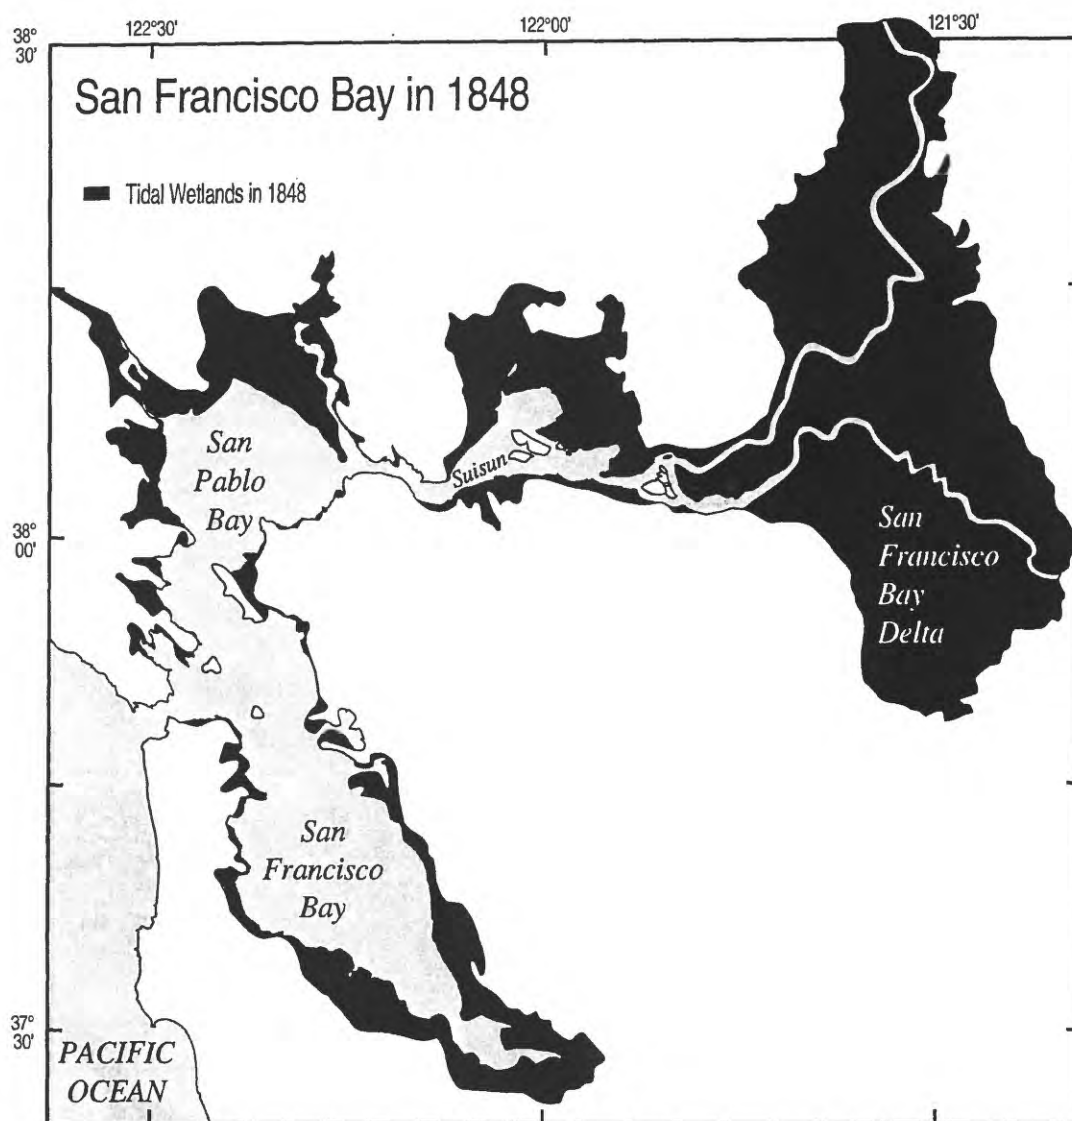 122°30' 122°00' 121°30'
38°
30'
San Francisco Bay in 1848
Tidal Wetlands in 1848
San
Pablo
Bay
Suisun
38°
00'
San
Francisco
Bay
Delta
San
Francisco
Bay
37°
30'
PACIFIC
OCEAN